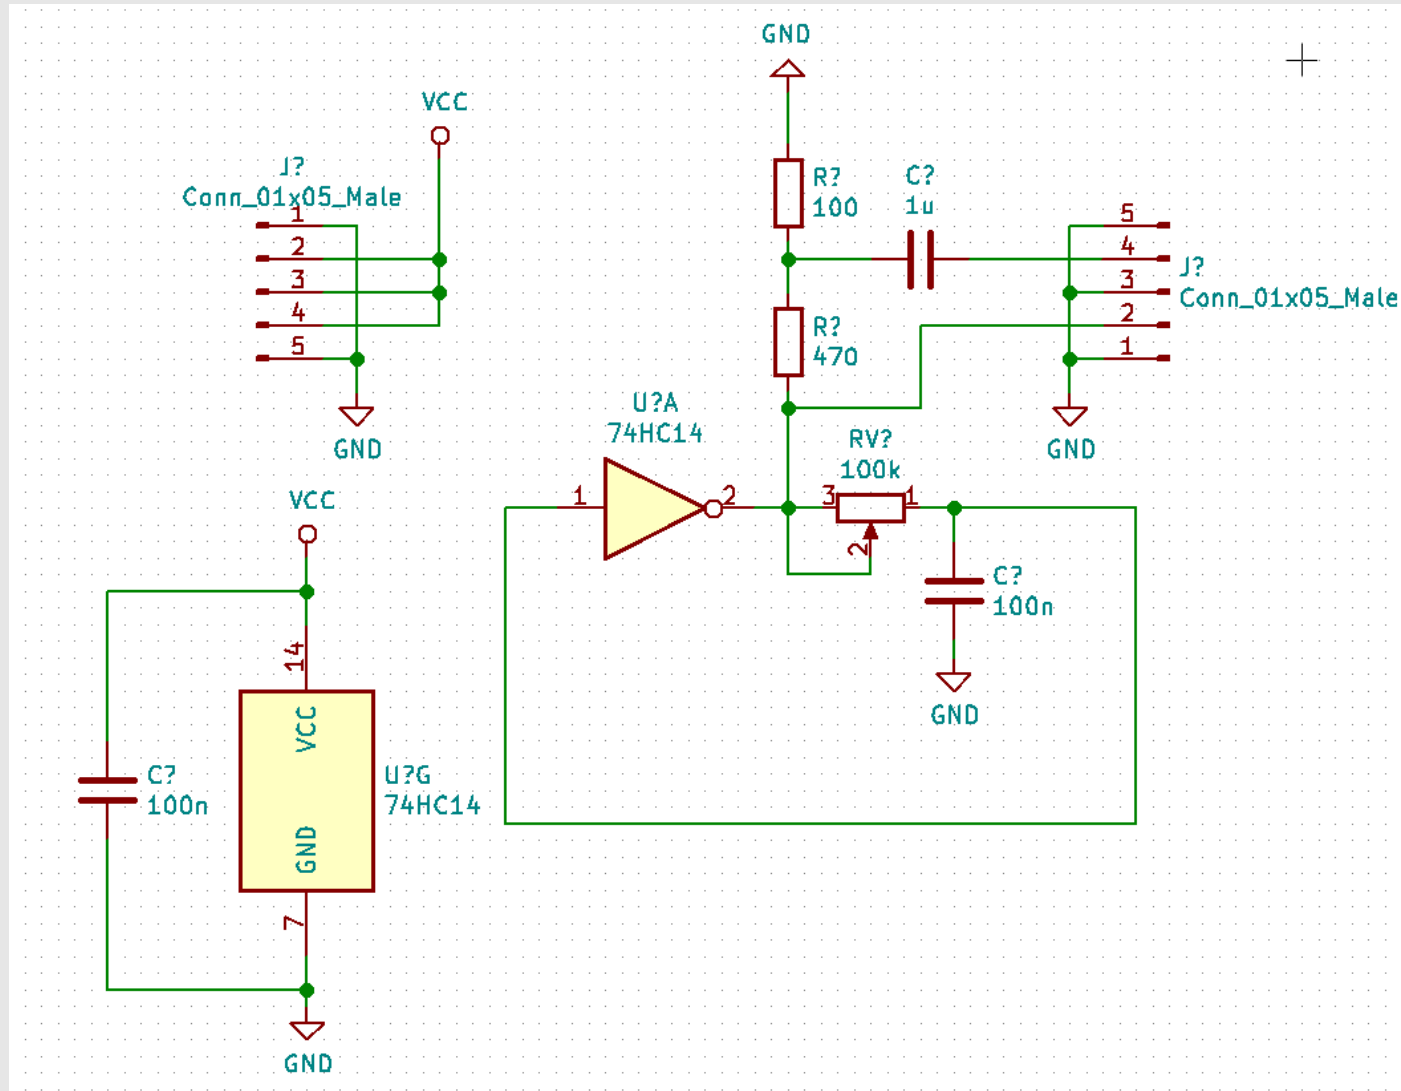 GND
VCC
J?
Conn_01x05_Male
1
2
3
4
5
GND
R?
100
C?
1u
R?
470
5
4
3
2
1
J?
Conn_01x05_Male
GND
U?A
74HC14
1
2
RV?
100k
3
1
2
C?
100n
GND
VCC
14
VCC
GND
7
C?
100n
U?G
74HC14
GND